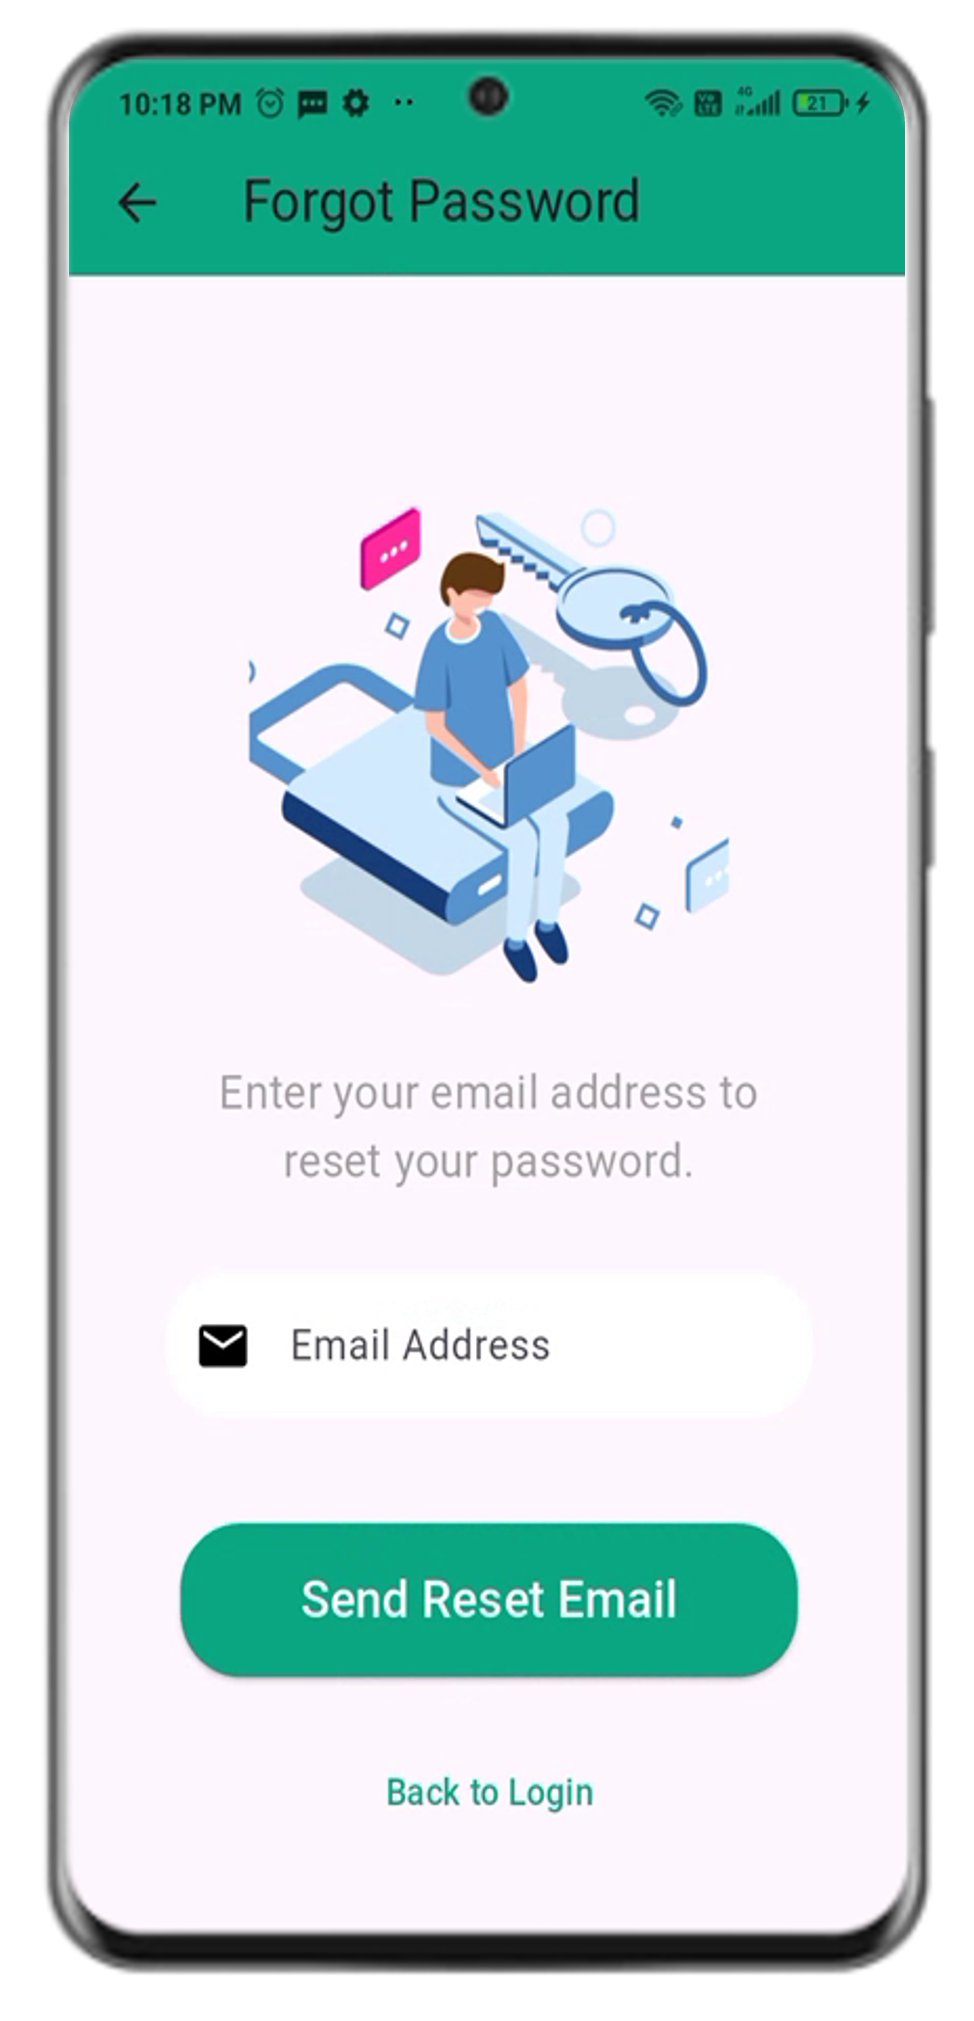 10:18 PM
4G
21
Forgot Password
Enter your email address to
reset your password.
Email Address
Send Reset Email
Back to Login